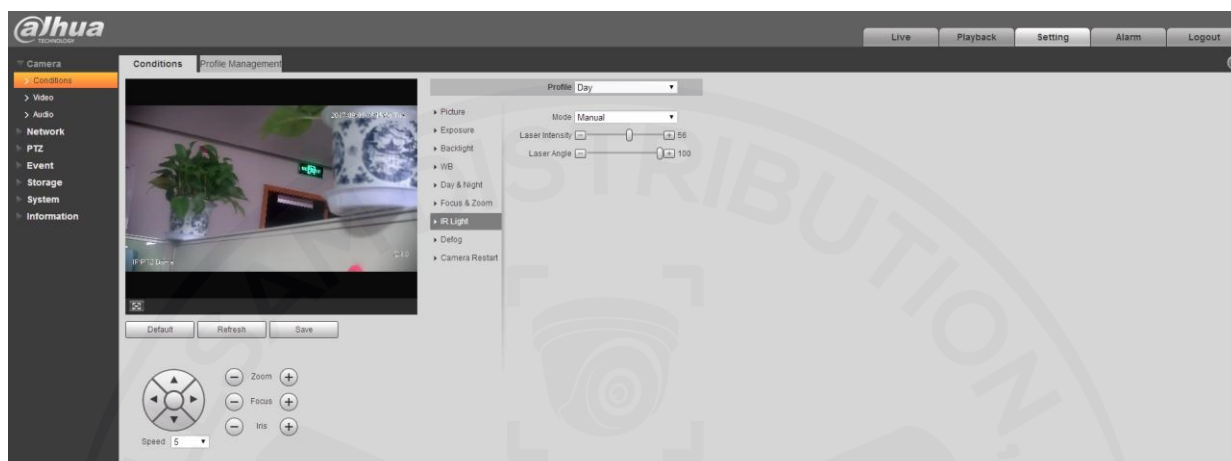 alhua
TECHNOLOGY
Live
Playback
Setting
Alarm
Logout
Camera
Conditions
Video
Audio
Network
PTZ
Event
Storage
System
Information
Conditions
Profile Management
IP PTZ Dome
Default
Refresh
Save
Zoom
Focus
Iris
Speed 5
Profile Day
Picture
Exposure
Backlight
WB
Day & Night
Focus & Zoom
IR Light
Defog
Camera Restart
Mode Manual
Laser Intensity 56
Laser Angle 100
DISTRIBUTION,